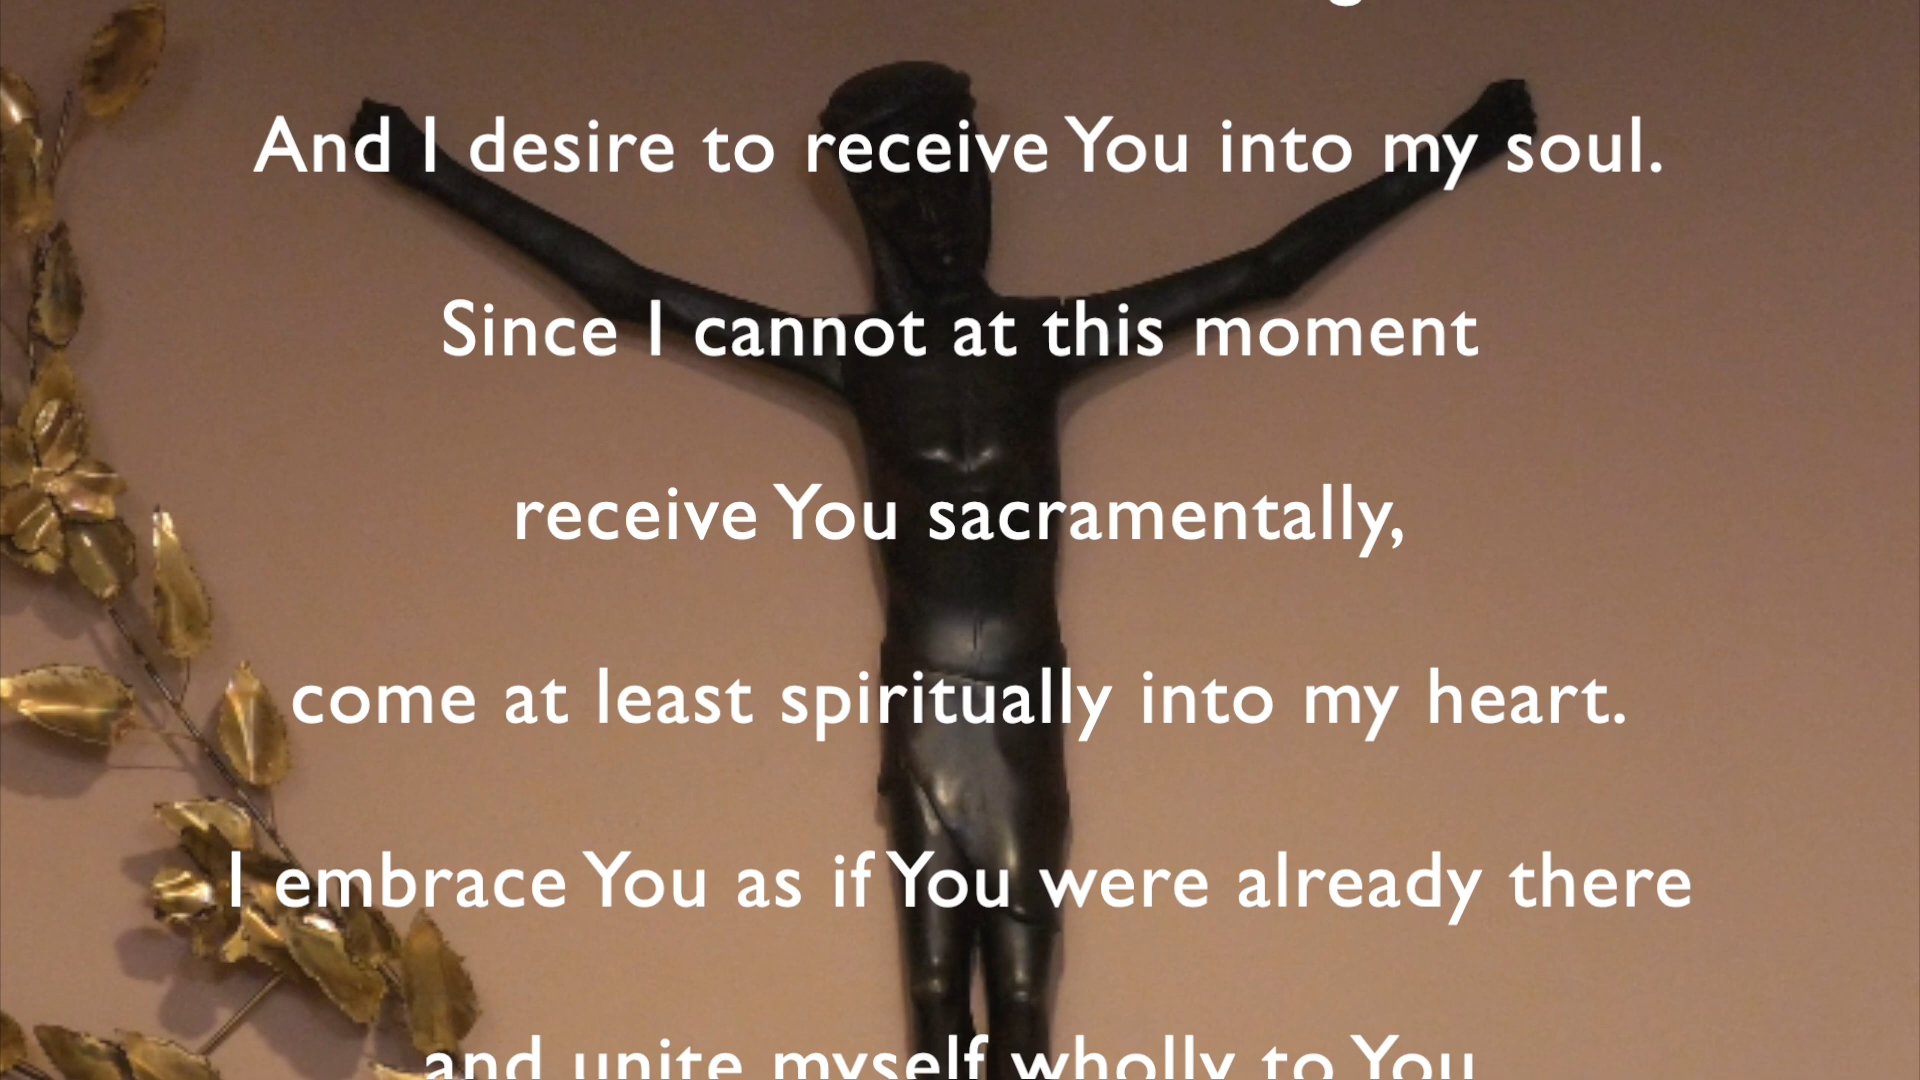 And I desire to receive You into my soul.
Since I cannot at this moment
receive You sacramentally,
come at least spiritually into my heart.
I embrace You as if You were already there
and unite myself wholly to You